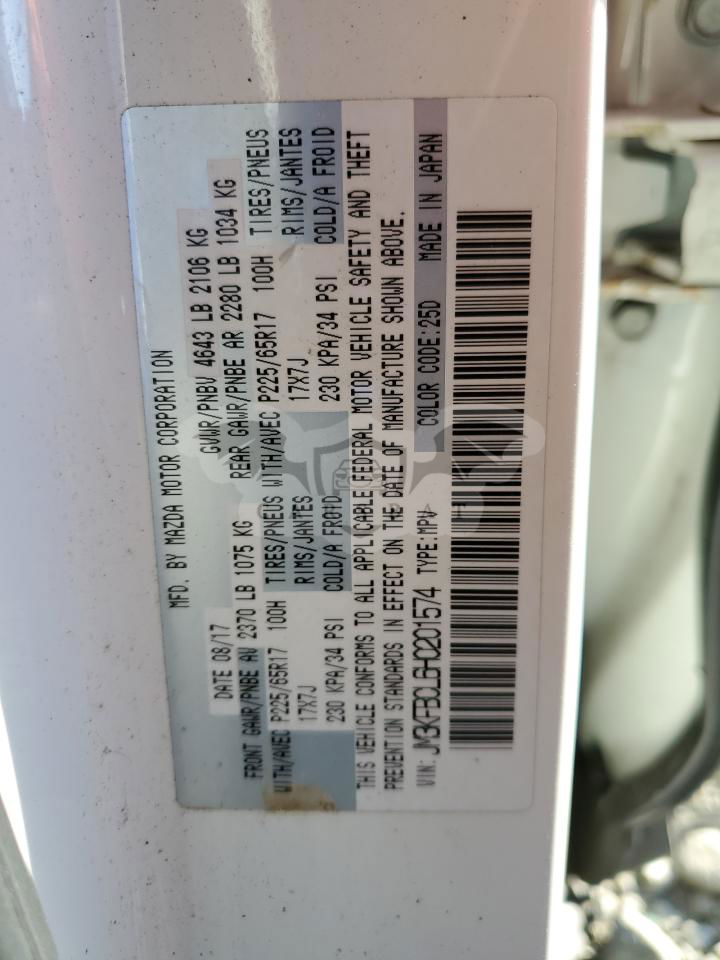 MFD. BY MAZDA MOTOR CORPORATION
DATE 08/17 GVWR/PNBV 4643 LB 2106 KG
FRONT GAWR/PNBE AV 2370 LB 1075 KG REAR GAWR/PNBE AR 2280 LB 1034 KG
WITH/AVEC P225/65R17 100H TIRES/PNEUS WITH/AVEC P225/65R17 100H TIRES/PNEUS
17X7J RIMS/JANTES 17X7J RIMS/JANTES
230 KPA/34 PSI COLD/A FROID 230 KPA/34 PSI COLD/A FROID
THIS VEHICLE CONFORMS TO ALL APPLICABLE FEDERAL MOTOR VEHICLE SAFETY AND THEFT
PREVENTION STANDARDS IN EFFECT ON THE DATE OF MANUFACTURE SHOWN ABOVE.
VIN: JM3KFBCL6H0201574 TYPE:MPV COLOR CODE:25D MADE IN JAPAN